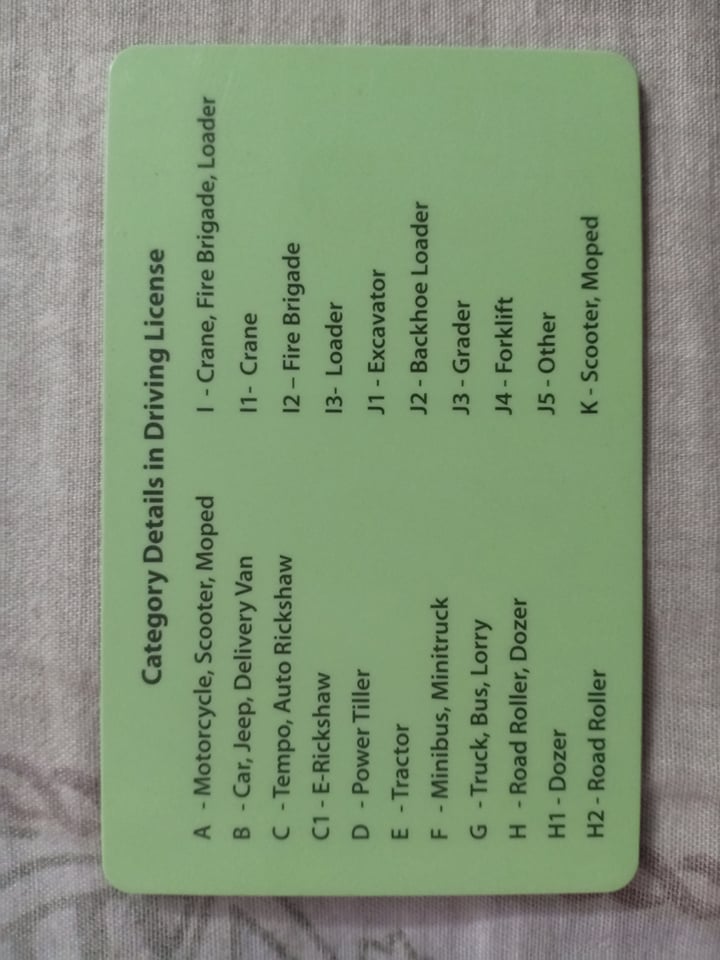 Category Details in Driving License
A - Motorcycle, Scooter, Moped
B - Car, Jeep, Delivery Van
C - Tempo, Auto Rickshaw
C1 - E-Rickshaw
D - Power Tiller
E - Tractor
F - Minibus, Minitruck
G - Truck, Bus, Lorry
H - Road Roller, Dozer
H1 - Dozer
H2 - Road Roller
I - Crane, Fire Brigade, Loader
I1- Crane
I2 – Fire Brigade
I3- Loader
J1 - Excavator
J2 - Backhoe Loader
J3 - Grader
J4 - Forklift
J5 - Other
K - Scooter, Moped